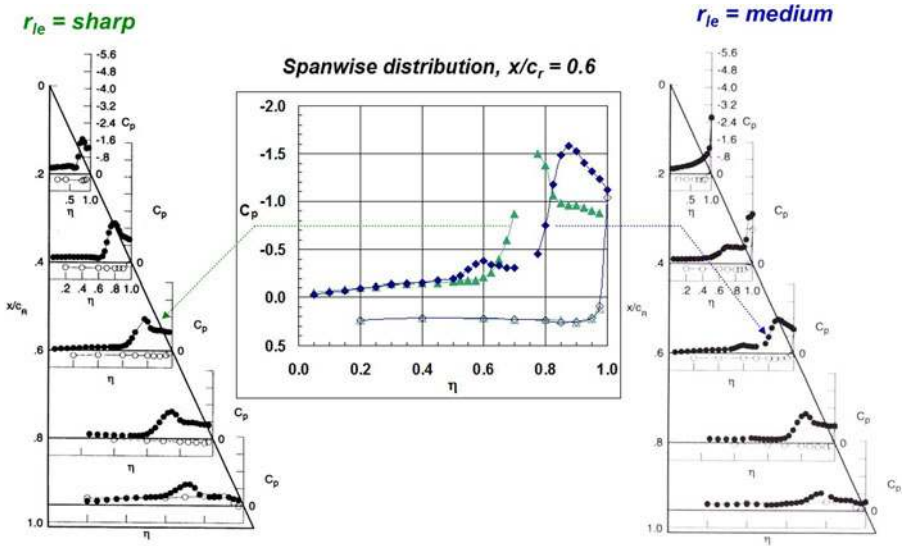 r_le = sharp
r_le = medium
Spanwise distribution, x/c_r = 0.6
-5.6
-4.8
-4.0
-3.2
-2.4
-1.6
-.8
0
C_p
0
.2
.4
.6
.8
1.0
x/c_R
.5 1.0
η
C_p
0
.2 .4 .6 .8 1.0
η
C_p
0
η
C_p
0
η
C_p
0
η
-2.0
-1.5
-1.0
-0.5
0.0
0.5
C_p
0.0 0.2 0.4 0.6 0.8 1.0
η
-5.6
-4.8
-4.0
-3.2
-2.4
-1.6
-.8
0
C_p
0
.2
.4
.6
.8
1.0
x/c_R
.5 1.0
η
C_p
0
.2 .4 .6 .8 1.0
η
C_p
0
η
C_p
0
η
C_p
0
η